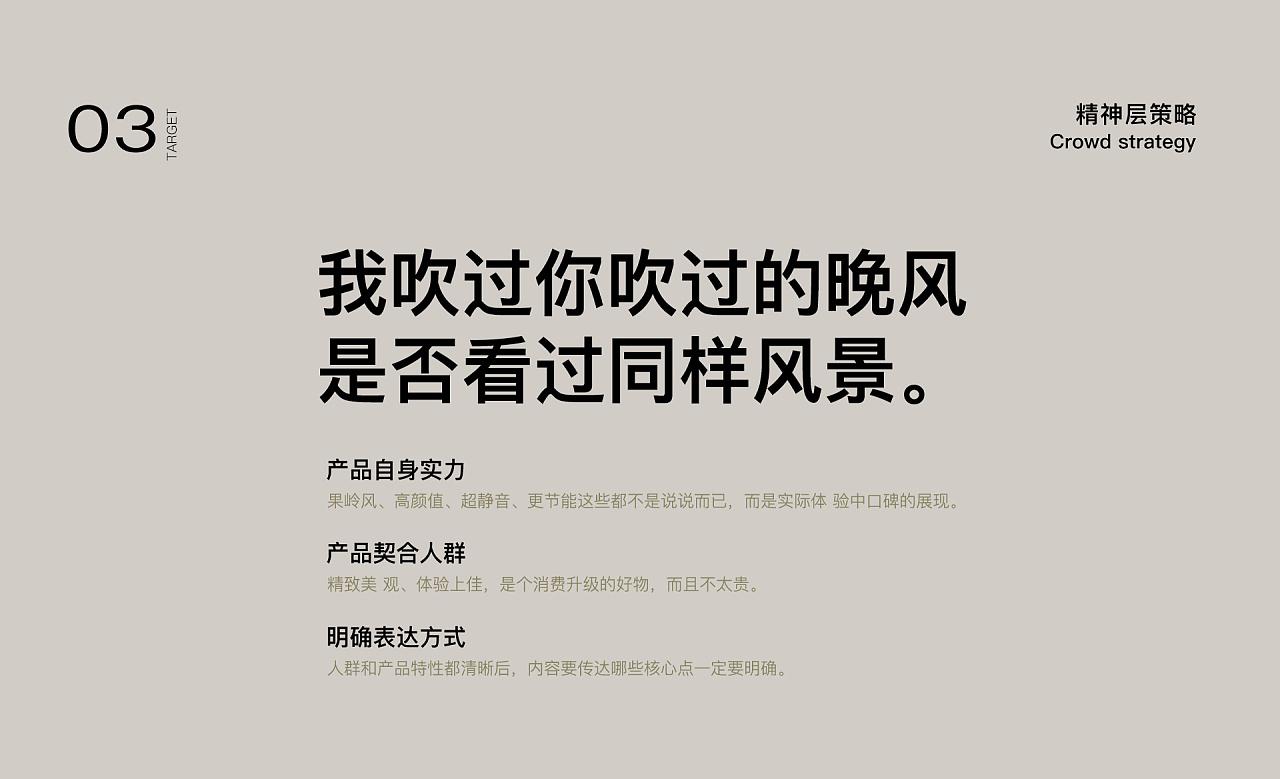 03
TARGET
精神层策略
Crowd strategy
我吹过你吹过的晚风
是否看过同样风景。
产品自身实力
果岭风、高颜值、超静音、更节能这些都不是说说而已，而是实际体 验中口碑的展现。
产品契合人群
精致美 观、体验上佳，是个消费升级的好物，而且不太贵。
明确表达方式
人群和产品特性都清晰后，内容要传达哪些核心点一定要明确。